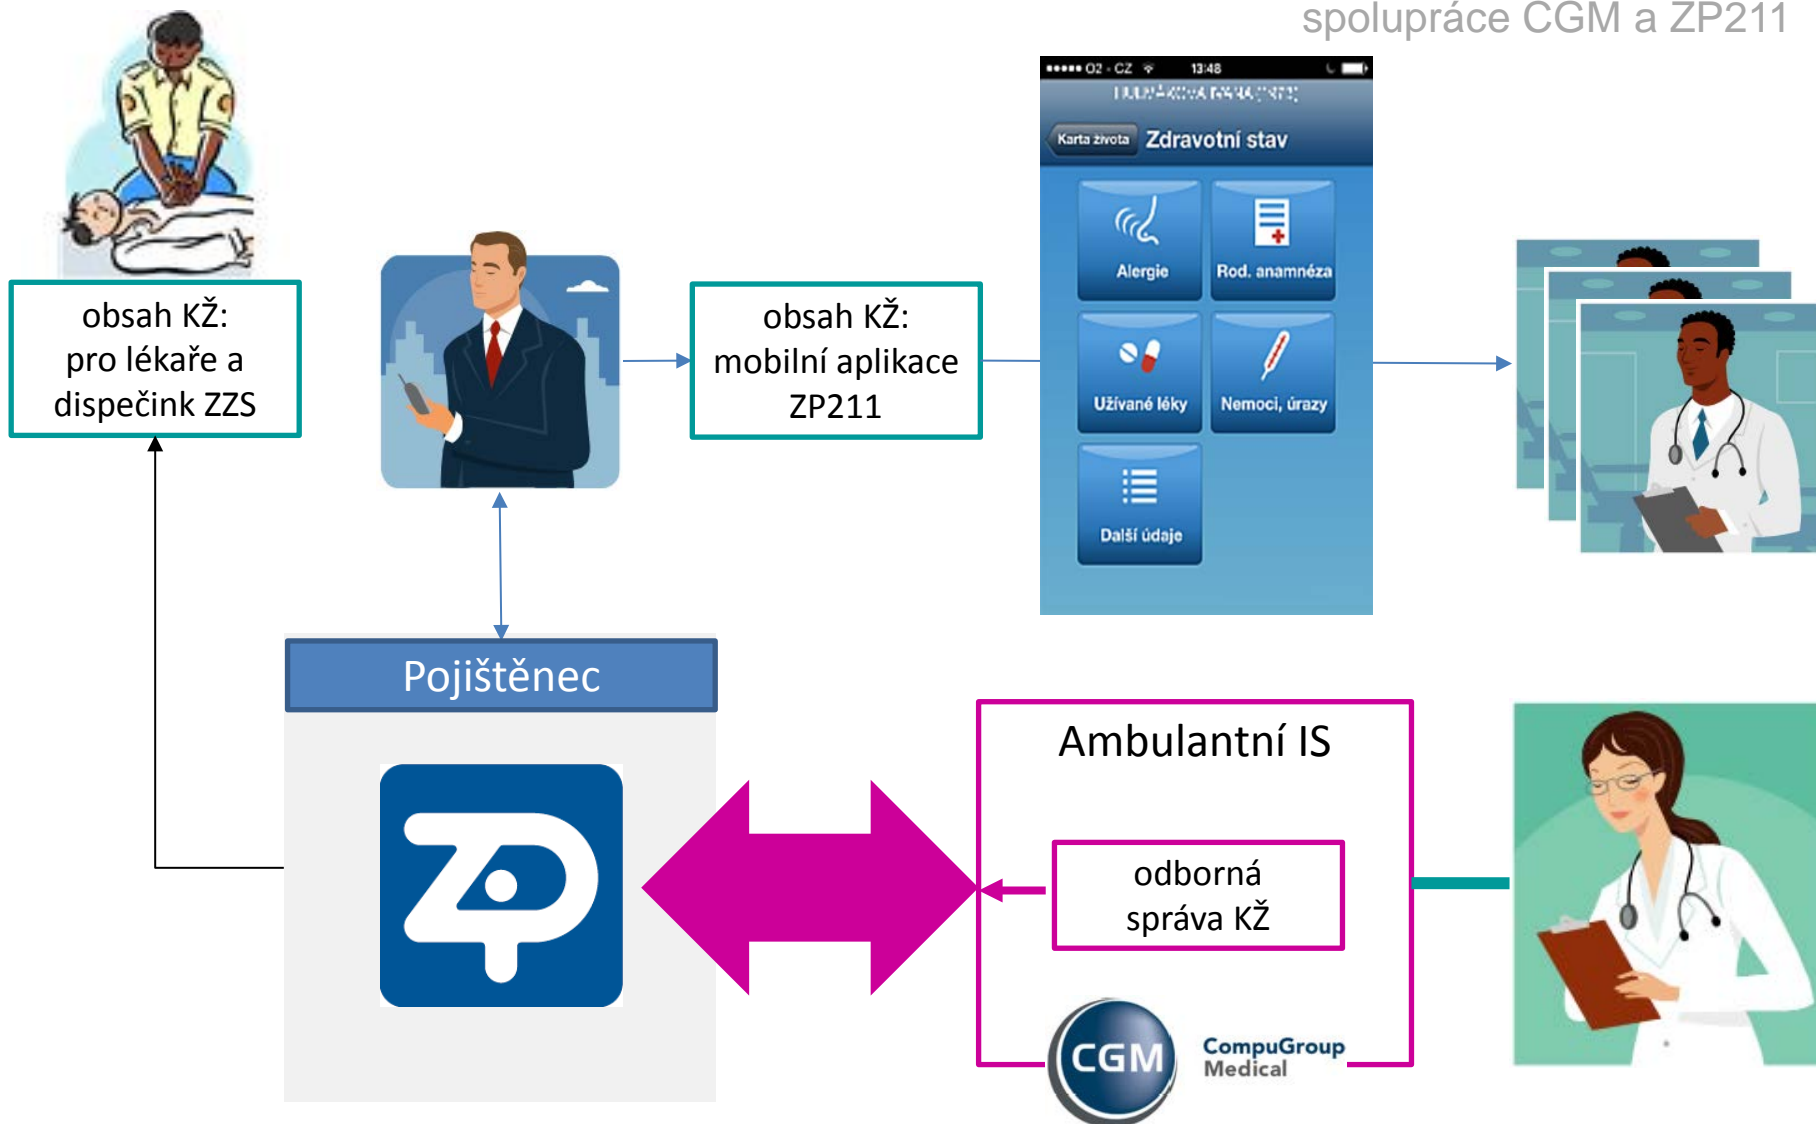 spolupráce CGM a ZP211
O2 - CZ
13:48
Karta života
Zdravotní stav
Alergie
Rod. anamnéza
Užívané léky
Nemoci, úrazy
Další údaje
obsah KŽ:
pro lékaře a
dispečink ZZS
obsah KŽ:
mobilní aplikace
ZP211
Pojištěnec
ZP
Ambulantní IS
odborná
správa KŽ
CGM
CompuGroup
Medical